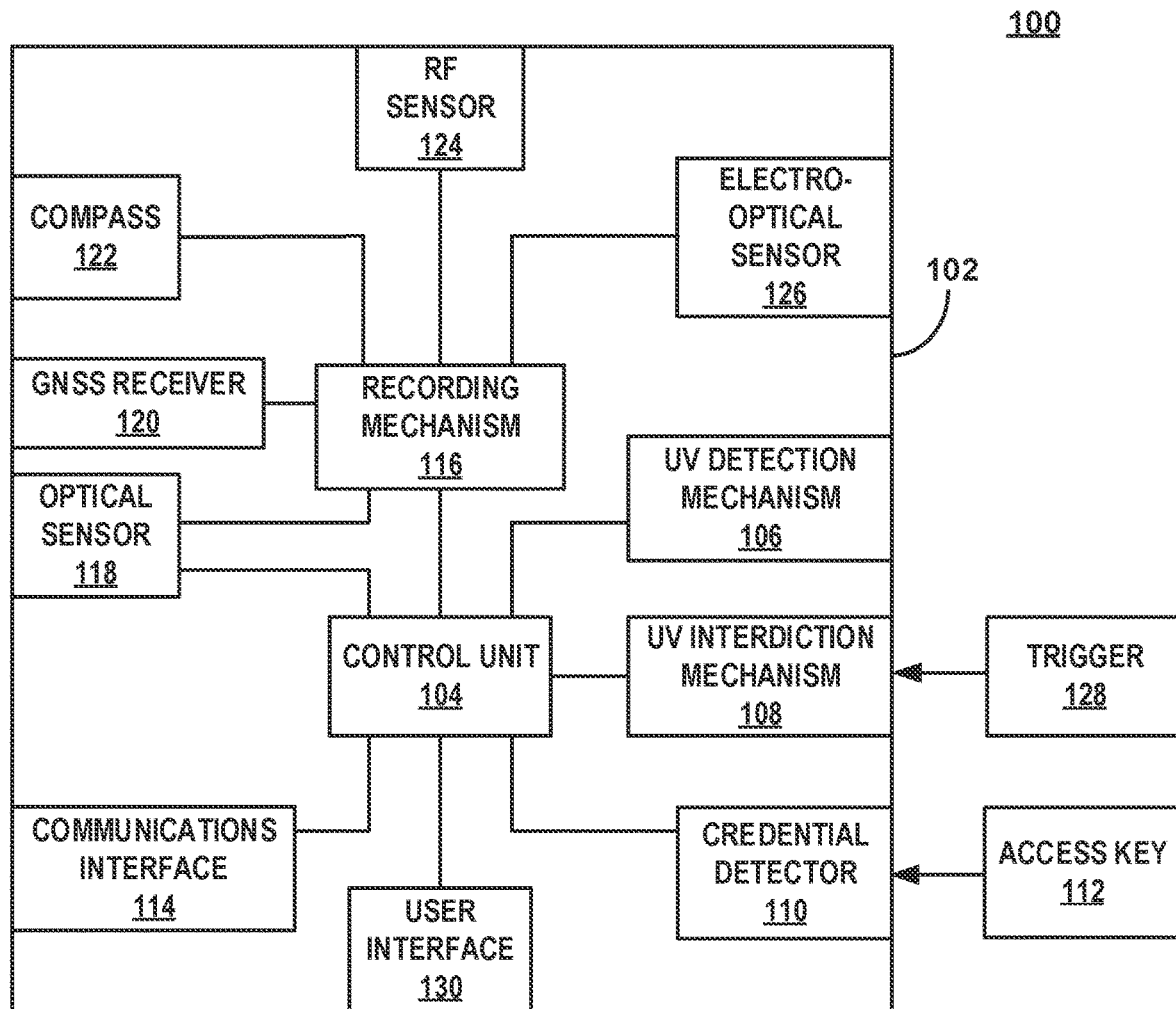 100
RF
SENSOR
124
COMPASS
122
ELECTRO-
OPTICAL
SENSOR
126
102
GNSS RECEIVER
120
RECORDING
MECHANISM
116
OPTICAL
SENSOR
118
UV DETECTION
MECHANISM
106
CONTROL UNIT
104
UV INTERDICTION
MECHANISM
108
TRIGGER
128
COMMUNICATIONS
INTERFACE
114
USER
INTERFACE
130
CREDENTIAL
DETECTOR
110
ACCESS KEY
112